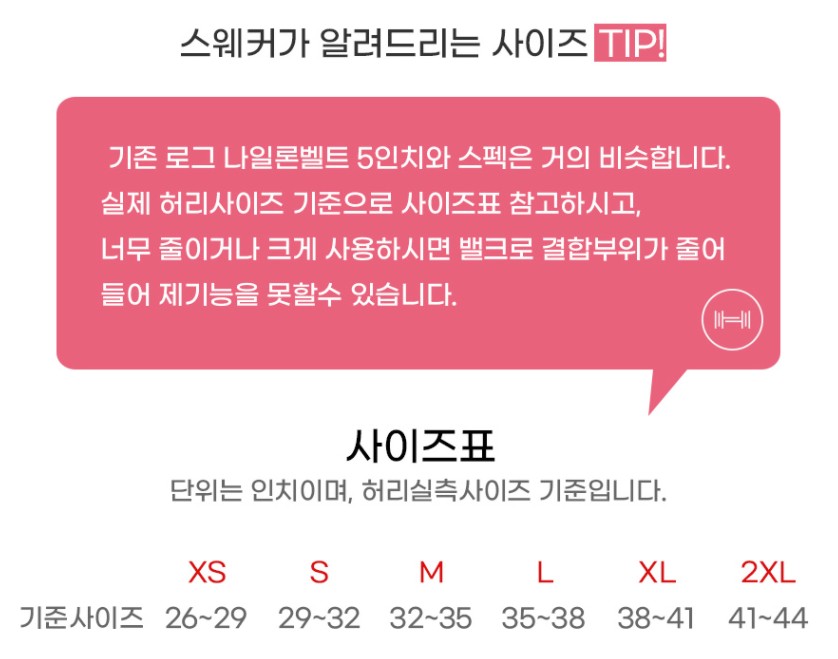 스웨커가 알려드리는 사이즈 TIP!
기존 로그 나일론벨트 5인치와 스펙은 거의 비슷합니다.
실제 허리사이즈 기준으로 사이즈표 참고하시고,
너무 줄이거나 크게 사용하시면 밸크로 결합부위가 줄어
들어 제기능을 못할수 있습니다.
사이즈표
단위는 인치이며, 허리실측사이즈 기준입니다.
XS S M L XL 2XL
기준사이즈 26~29 29~32 32~35 35~38 38~41 41~44